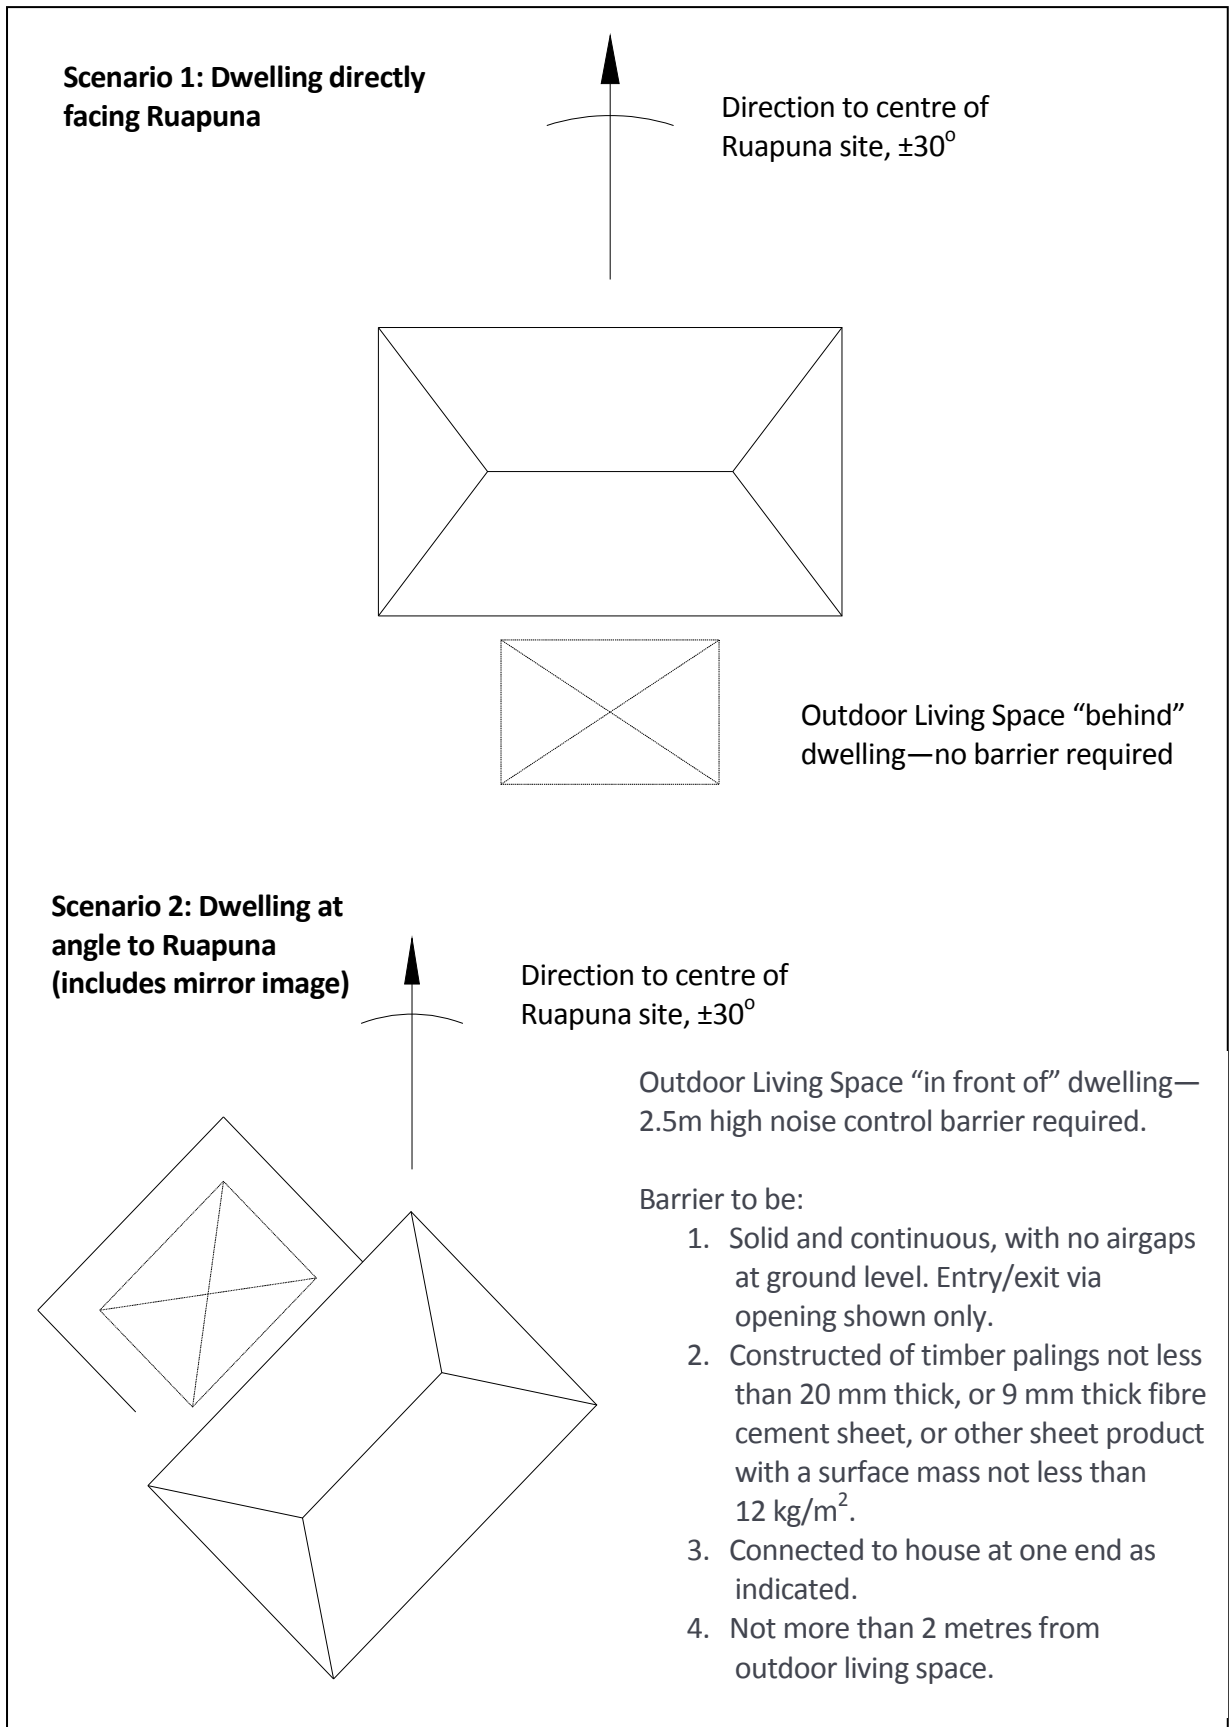 Scenario 1: Dwelling directly
facing Ruapuna
Direction to centre of
Ruapuna site, ±30°
Outdoor Living Space “behind”
dwelling—no barrier required
Scenario 2: Dwelling at
angle to Ruapuna
(includes mirror image)
Direction to centre of
Ruapuna site, ±30°
Outdoor Living Space “in front of” dwelling—
2.5m high noise control barrier required.
Barrier to be:
1. Solid and continuous, with no airgaps
at ground level. Entry/exit via
opening shown only.
2. Constructed of timber palings not less
than 20 mm thick, or 9 mm thick fibre
cement sheet, or other sheet product
with a surface mass not less than
12 kg/m².
3. Connected to house at one end as
indicated.
4. Not more than 2 metres from
outdoor living space.